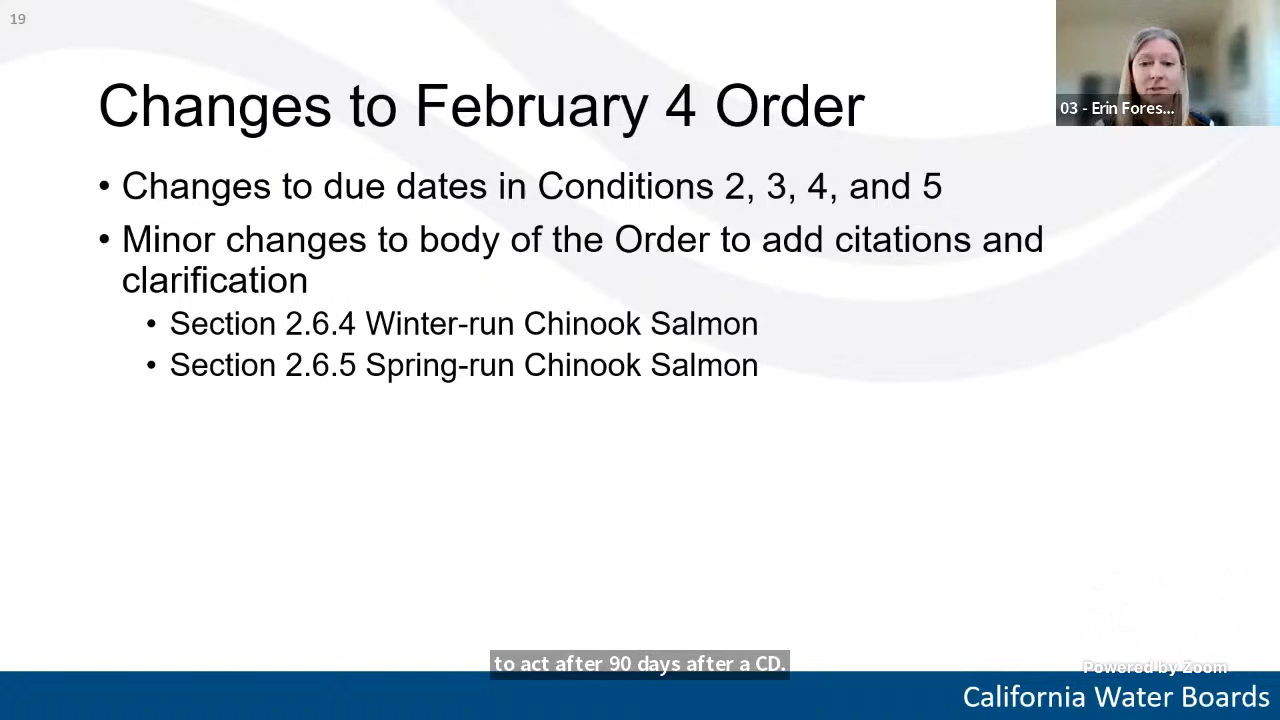 19
Changes to February 4 Order
03 - Erin Fores...
• Changes to due dates in Conditions 2, 3, 4, and 5
• Minor changes to body of the Order to add citations and
clarification
• Section 2.6.4 Winter-run Chinook Salmon
• Section 2.6.5 Spring-run Chinook Salmon
to act after 90 days after a CD.
Powered by Zoom
California Water Boards